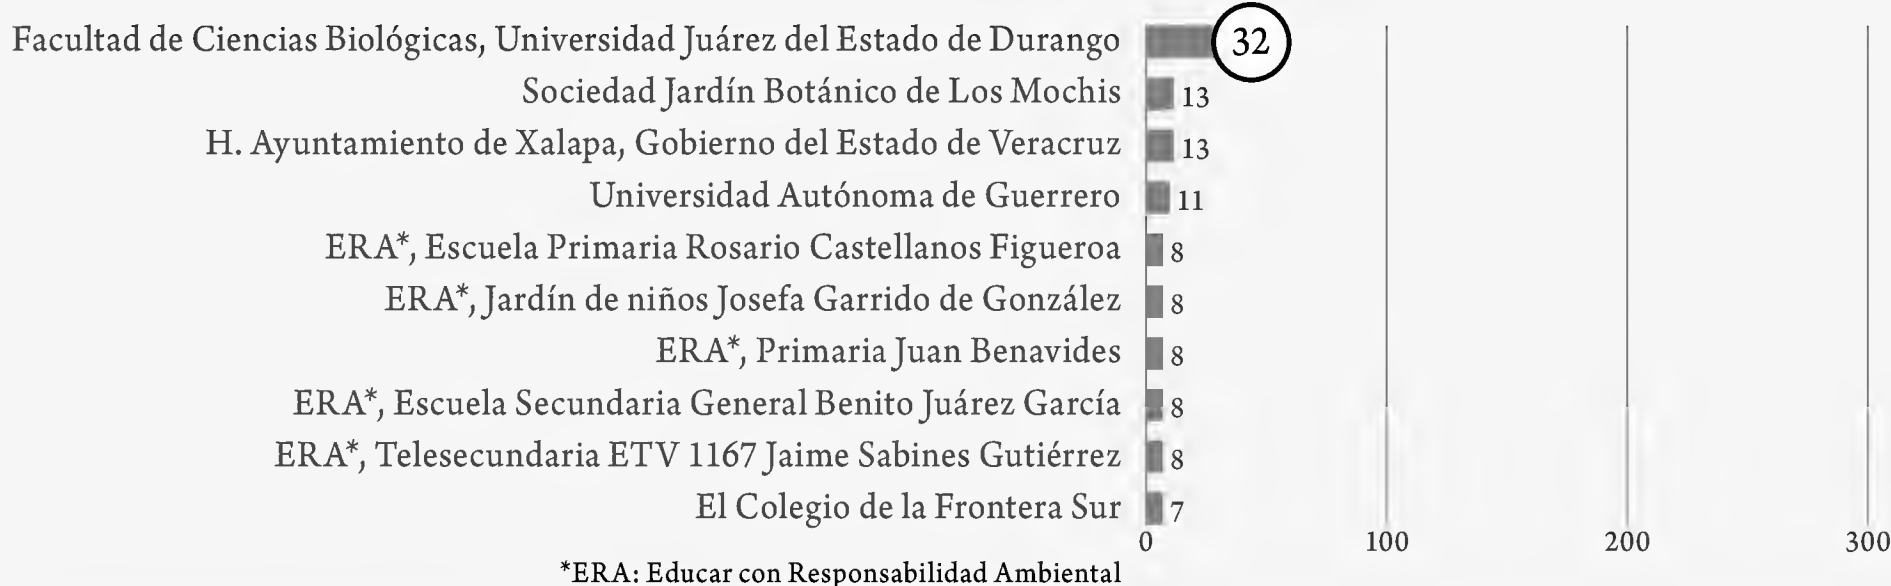 Facultad de Ciencias Biológicas, Universidad Juárez del Estado de Durango 32
Sociedad Jardín Botánico de Los Mochis 13
H. Ayuntamiento de Xalapa, Gobierno del Estado de Veracruz 13
Universidad Autónoma de Guerrero 11
ERA*, Escuela Primaria Rosario Castellanos Figueroa 8
ERA*, Jardín de niños Josefa Garrido de González 8
ERA*, Primaria Juan Benavides 8
ERA*, Escuela Secundaria General Benito Juárez García 8
ERA*, Telesecundaria ETV 1167 Jaime Sabines Gutiérrez 8
El Colegio de la Frontera Sur 7
0 100 200 300
*ERA: Educar con Responsabilidad Ambiental